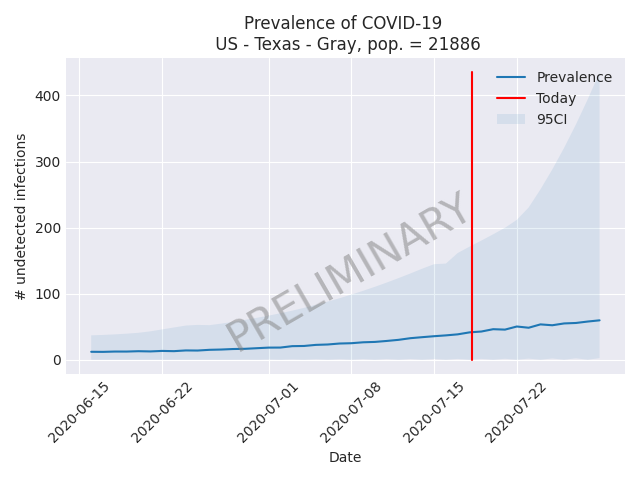 Prevalence of COVID-19
US - Texas - Gray, pop. = 21886
Prevalence
Today
95CI
# undetected infections
400
300
200
100
0
PRELIMINARY
2020-06-15
2020-06-22
2020-07-01
2020-07-08
2020-07-15
2020-07-22
Date